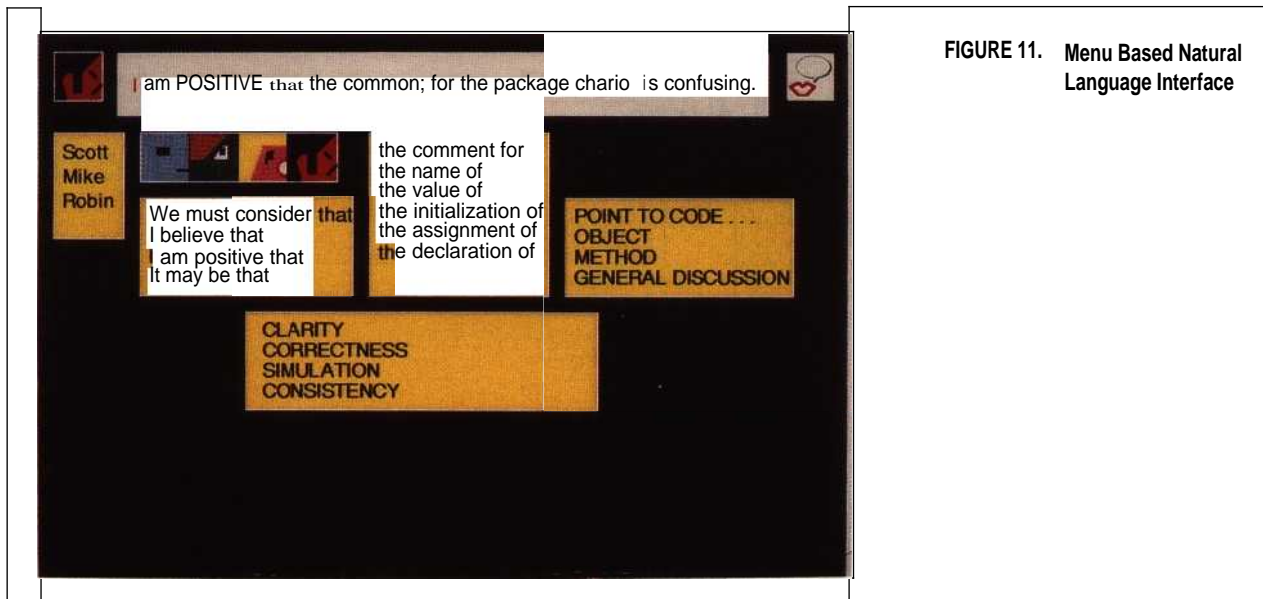 FIGURE 11. Menu Based Natural
Language Interface
I am POSITIVE that the common; for the package chario is confusing.
Scott
Mike
Robin
We must consider that
I believe that
I am positive that
It may be that
the comment for
the name of
the value of
the initialization of
the assignment of
the declaration of
POINT TO CODE . . .
OBJECT
METHOD
GENERAL DISCUSSION
CLARITY
CORRECTNESS
SIMULATION
CONSISTENCY